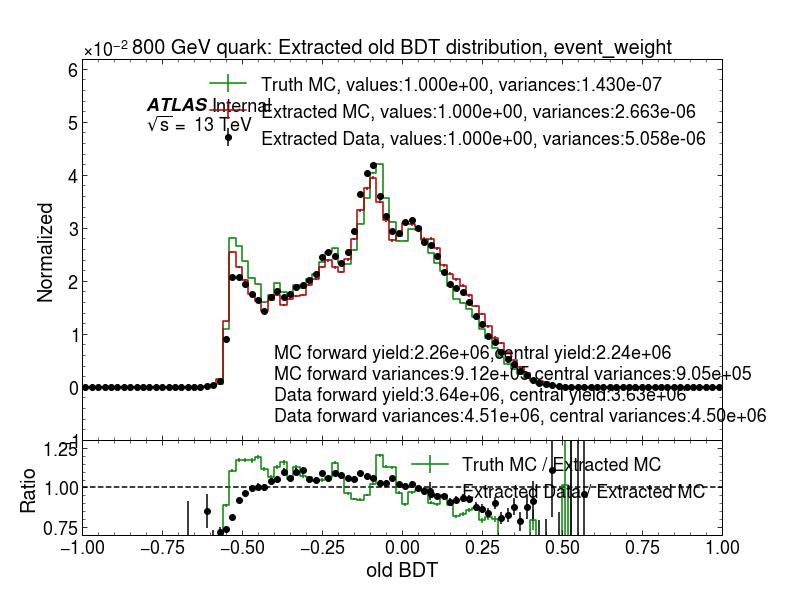 ×10⁻² 800 GeV quark: Extracted old BDT distribution, event_weight
Truth MC, values:1.000e+00, variances:1.430e-07
ATLAS Internal
Extracted MC, values:1.000e+00, variances:2.663e-06
√s = 13 TeV
Extracted Data, values:1.000e+00, variances:5.058e-06
6
5
4
3
2
1
0
−1
Normalized
MC forward yield:2.26e+06, central yield:2.24e+06
MC forward variances:9.12e+05, central variances:9.05e+05
Data forward yield:3.64e+06, central yield:3.63e+06
Data forward variances:4.51e+06, central variances:4.50e+06
1.25
1.00
0.75
Ratio
Truth MC / Extracted MC
Extracted Data / Extracted MC
−1.00 −0.75 −0.50 −0.25 0.00 0.25 0.50 0.75 1.00
old BDT